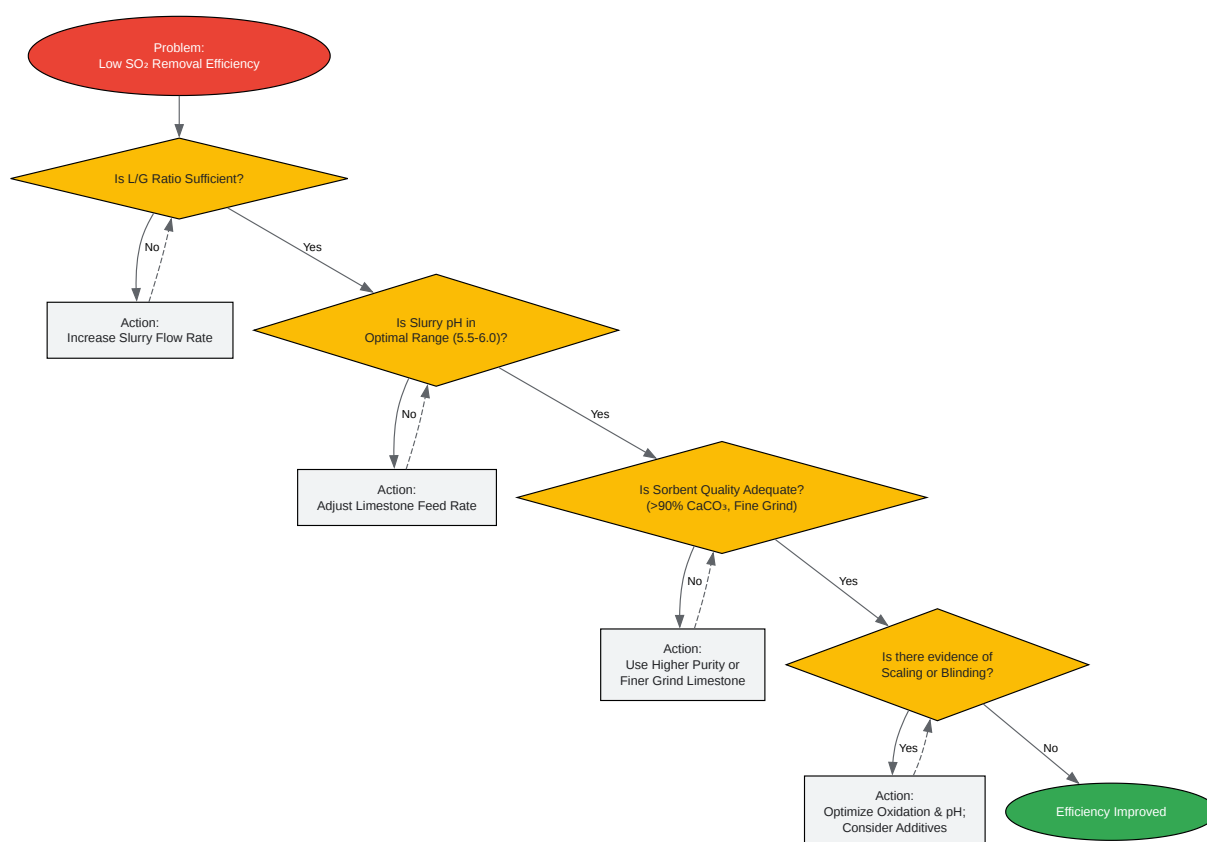 Problem:
Low SO₂ Removal Efficiency
Is L/G Ratio Sufficient?
No
Yes
Action:
Increase Slurry Flow Rate
Is Slurry pH in
Optimal Range (5.5-6.0)?
No
Yes
Action:
Adjust Limestone Feed Rate
Is Sorbent Quality Adequate?
(>90% CaCO₃, Fine Grind)
No
Yes
Action:
Use Higher Purity or
Finer Grind Limestone
Is there evidence of
Scaling or Blinding?
Yes
No
Action:
Optimize Oxidation & pH;
Consider Additives
Efficiency Improved